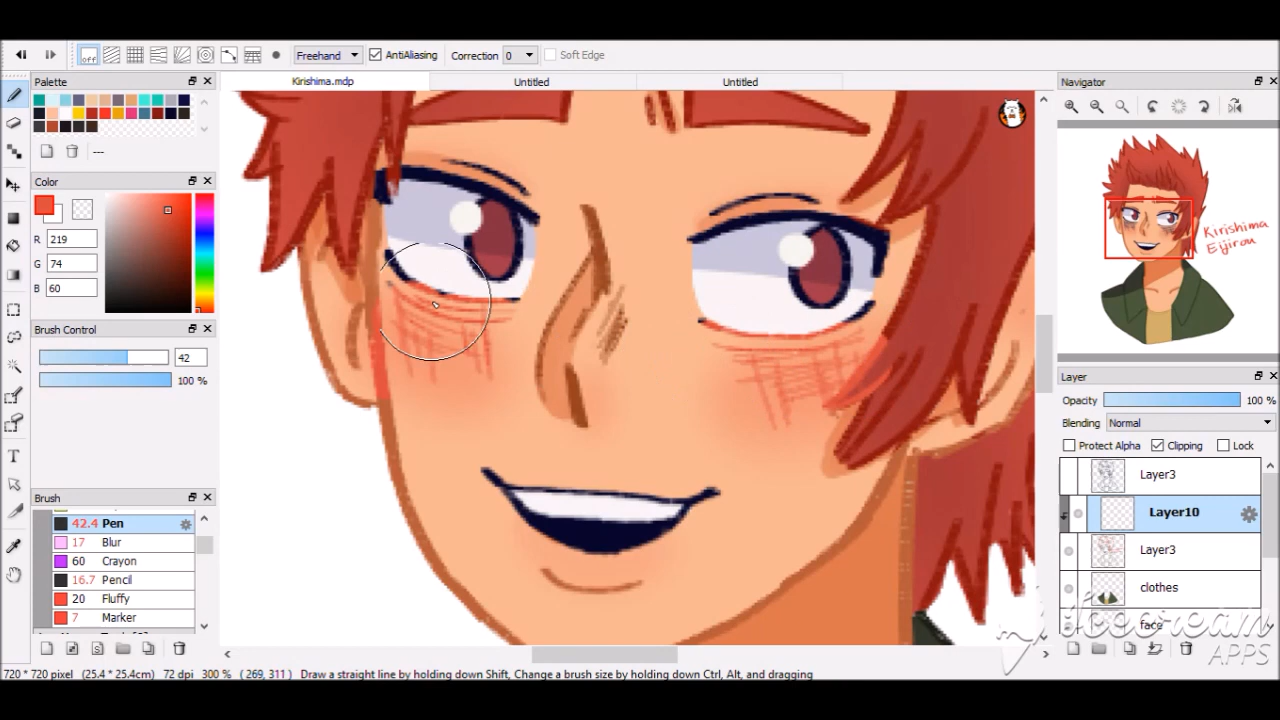 off
Freehand
AntiAliasing
Correction
0
Soft Edge
Palette
Kirishima.mdp
Untitled
Untitled
Navigator
---
Color
R 219
G 74
B 60
Kirishima
Eijirou
Brush Control
42
100 %
Layer
Opacity 100 %
Blending Normal
Protect Alpha
Clipping
Lock
Layer3
Layer10
Layer3
clothes
face
Brush
42.4 Pen
17 Blur
60 Crayon
16.7 Pencil
20 Fluffy
7 Marker
T
Icecream
APPS
720 * 720 pixel (25.4 * 25.4cm) 72 dpi 300 % ( 269, 311 ) Draw a straight line by holding down Shift, Change a brush size by holding down Ctrl, Alt, and dragging